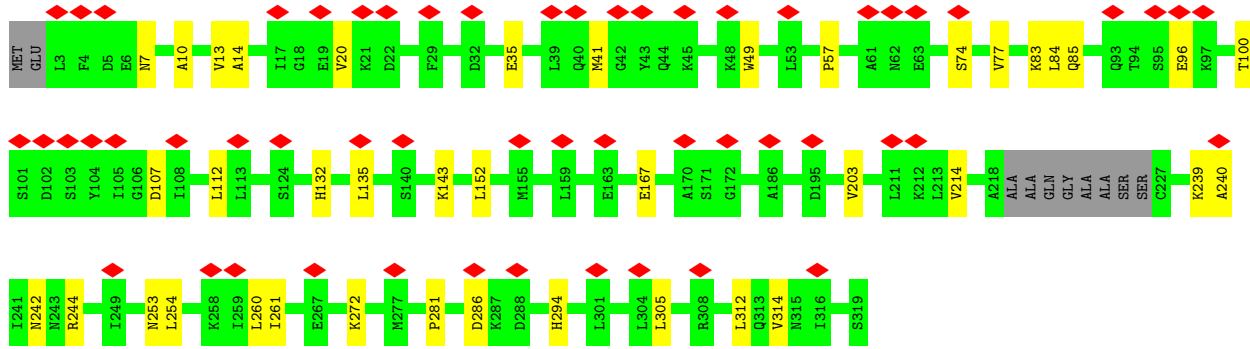 MET GLU L3 F4 D5 E6 N7 A10 V13 A14 I17 G18 E19 V20 K21 D22 F29 D32 E35 L39 Q40 M41 G42 Y43 Q44 K45 K48 W49 L53 P57 A61 N62 E63 S74 V77 K83 L84 Q85 Q93 T94 S95 E96 K97 T100
S101 D102 S103 Y104 I105 G106 D107 I108 L112 L113 S124 H132 L135 S140 K143 L152 M155 L159 E163 E167 A170 S171 G172 A186 D195 V203 L211 K212 L213 V214 A218 ALA ALA GLN GLY ALA ALA SER SER C227 K239 A240
I241 N242 N243 R244 I249 N253 L254 K258 I259 L260 I261 E267 K272 M277 P281 D286 K287 D288 H294 L301 L304 L305 R308 L312 Q313 V314 N315 I316 S319